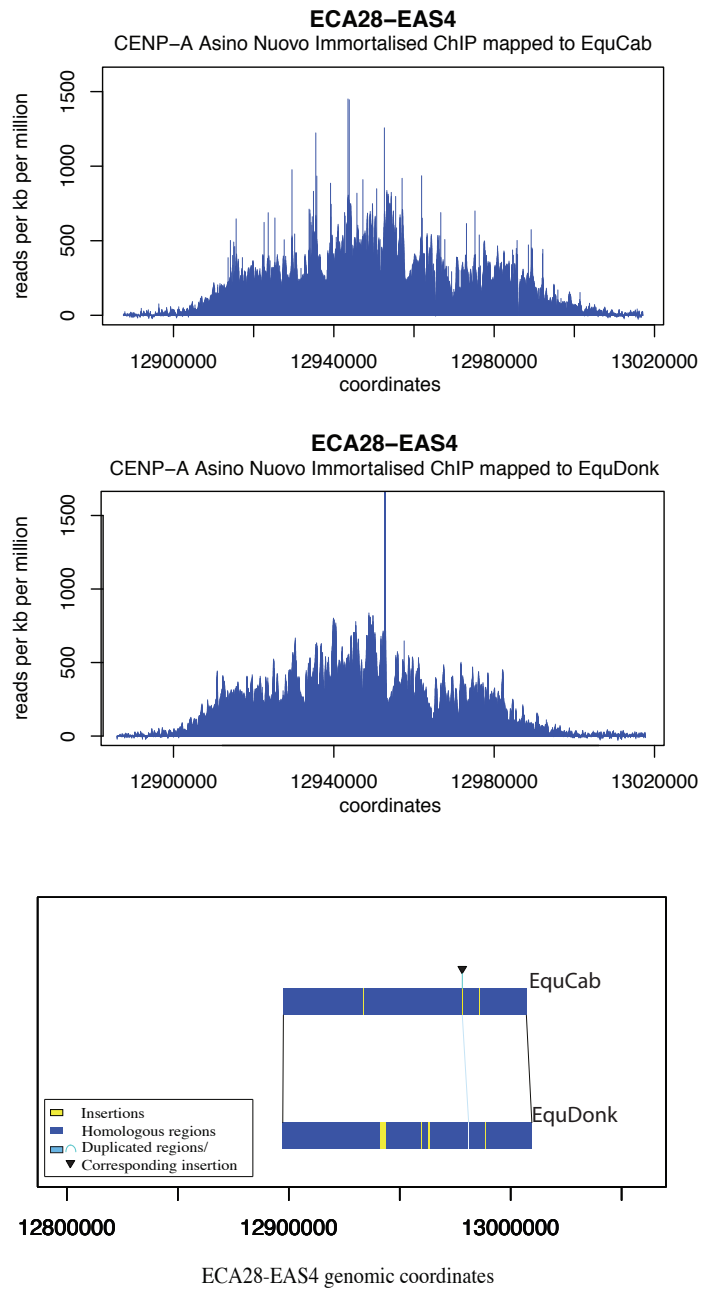 ECA28−EAS4
CENP−A Asino Nuovo Immortalised ChIP mapped to EquCab
reads per kb per million
1500
1000
500
0
12900000 12940000 12980000 13020000
coordinates
ECA28−EAS4
CENP−A Asino Nuovo Immortalised ChIP mapped to EquDonk
reads per kb per million
1500
1000
500
0
12900000 12940000 12980000 13020000
coordinates
EquCab
EquDonk
Insertions
Homologous regions
Duplicated regions/
Corresponding insertion
12800000 12900000 13000000
ECA28-EAS4 genomic coordinates